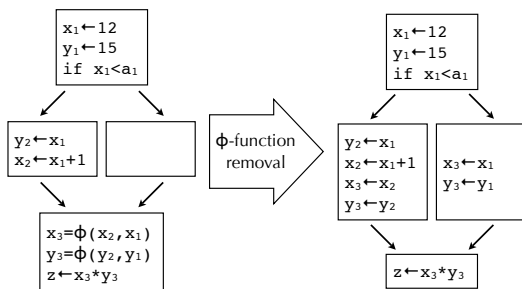 x₁←12
y₁←15
if x₁<a₁
y₂←x₁
x₂←x₁+1
x₃=ϕ(x₂,x₁)
y₃=ϕ(y₂,y₁)
z←x₃*y₃
ϕ-function
removal
x₁←12
y₁←15
if x₁<a₁
y₂←x₁
x₂←x₁+1
x₃←x₂
y₃←y₂
x₃←x₁
y₃←y₁
z←x₃*y₃